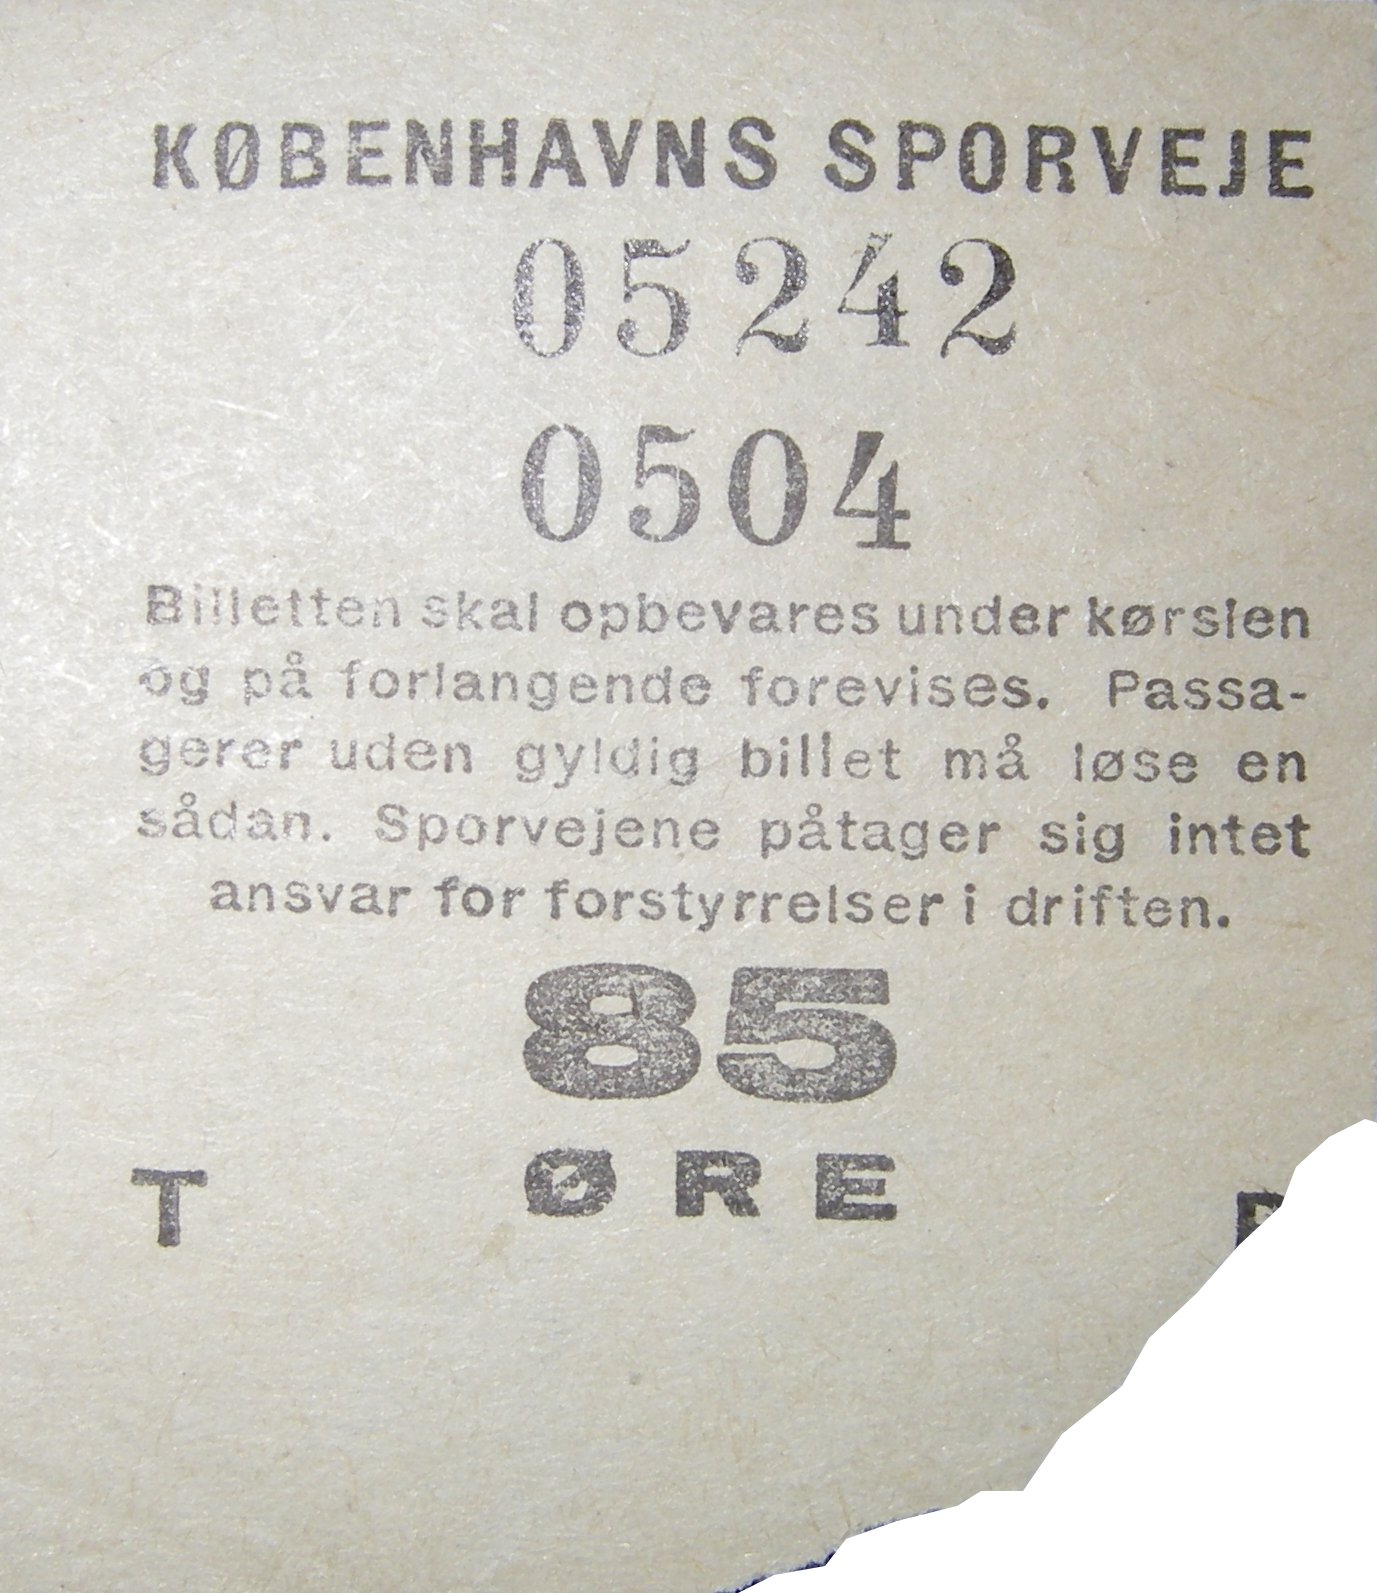 KØBENHAVNS SPORVEJE
05242
0504
Billetten skal opbevares under kørslen
og på forlangende forevises. Passa-
gerer uden gyldig billet må løse en
sådan. Sporvejene påtager sig intet
ansvar for forstyrrelser i driften.
85
ØRE
T